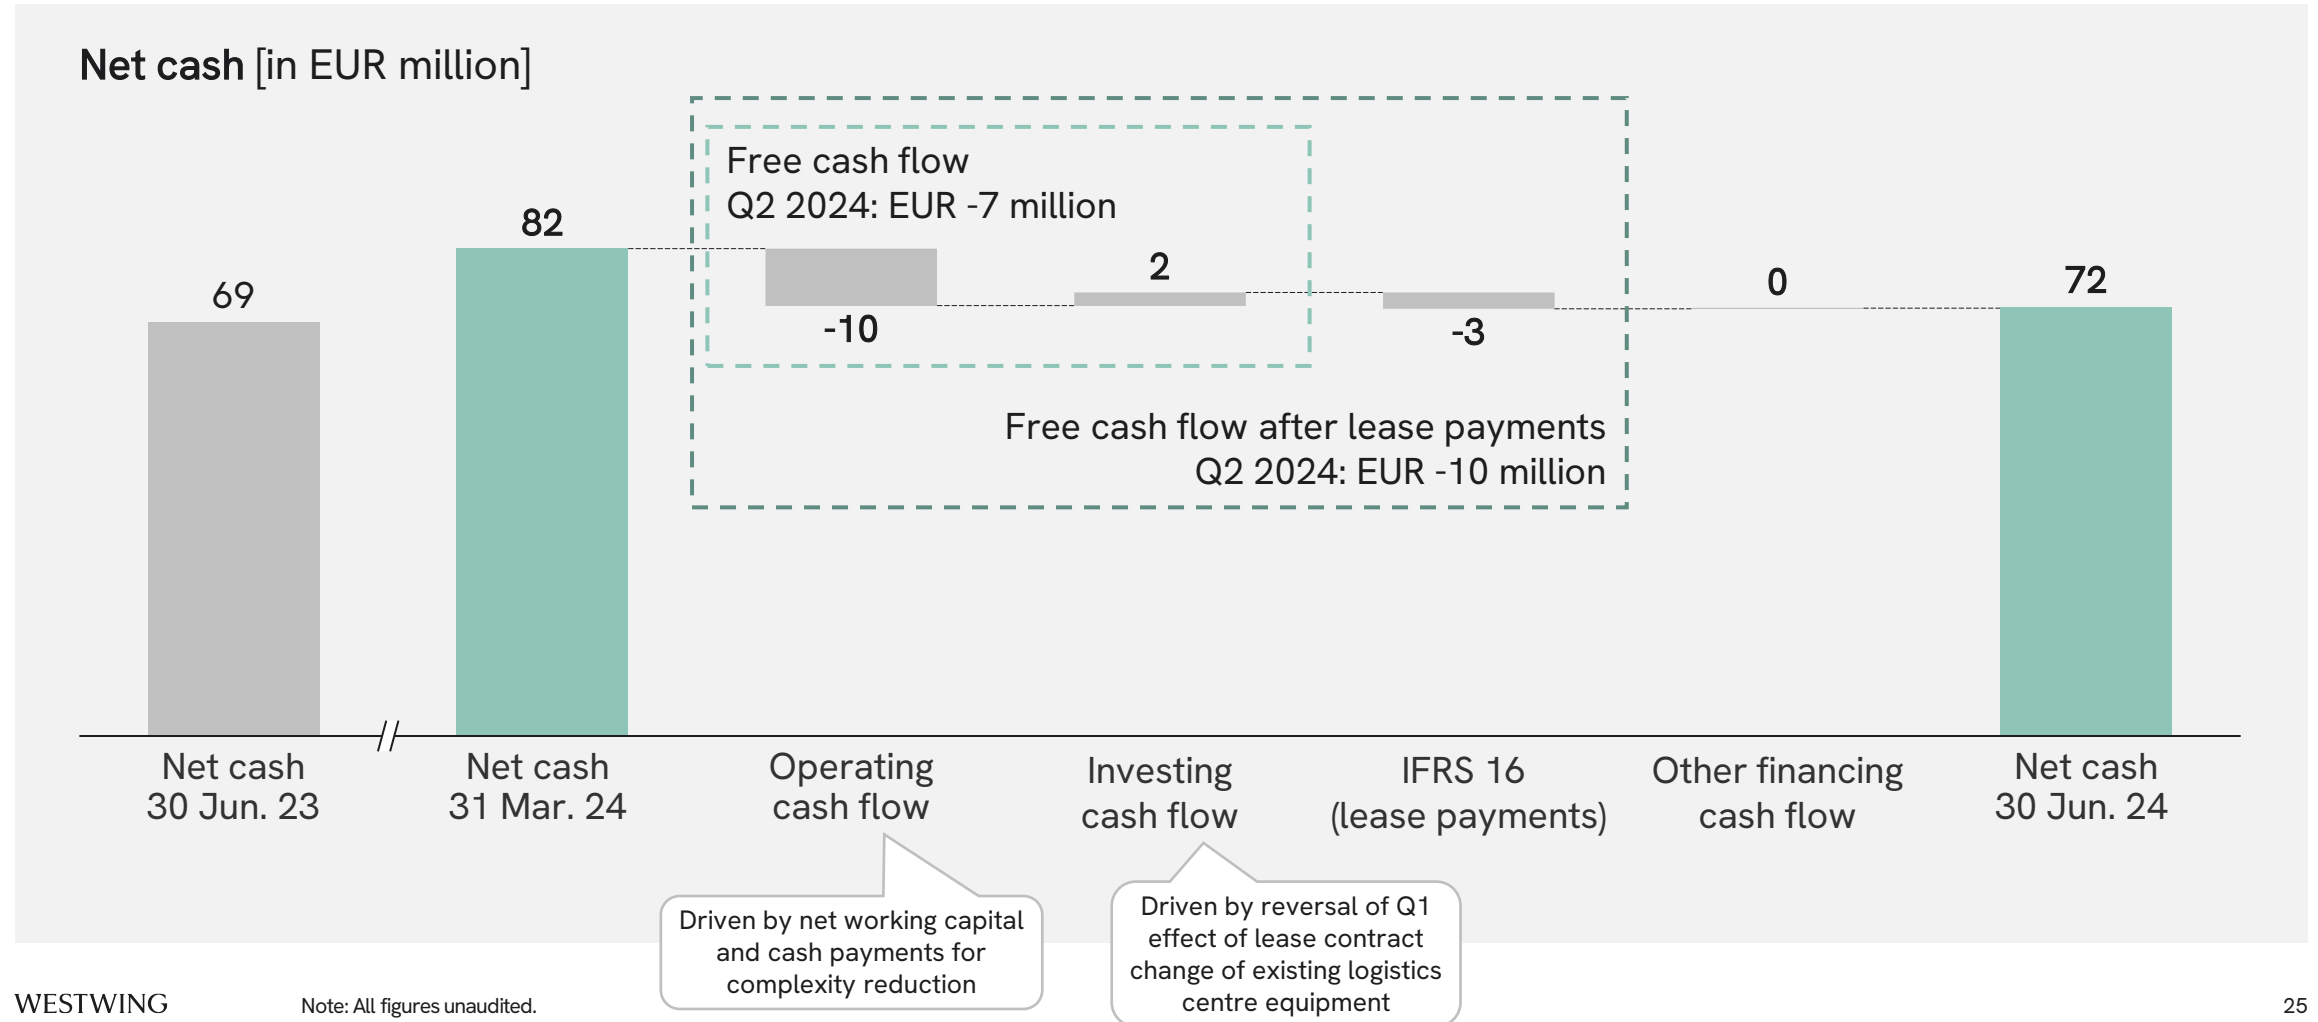 Net cash [in EUR million]
Free cash flow
Q2 2024: EUR -7 million
69
82
-10
2
-3
0
72
Free cash flow after lease payments
Q2 2024: EUR -10 million
Net cash
30 Jun. 23
Net cash
31 Mar. 24
Operating
cash flow
Investing
cash flow
IFRS 16
(lease payments)
Other financing
cash flow
Net cash
30 Jun. 24
Driven by net working capital
and cash payments for
complexity reduction
Driven by reversal of Q1
effect of lease contract
change of existing logistics
centre equipment
WESTWING
Note: All figures unaudited.
25